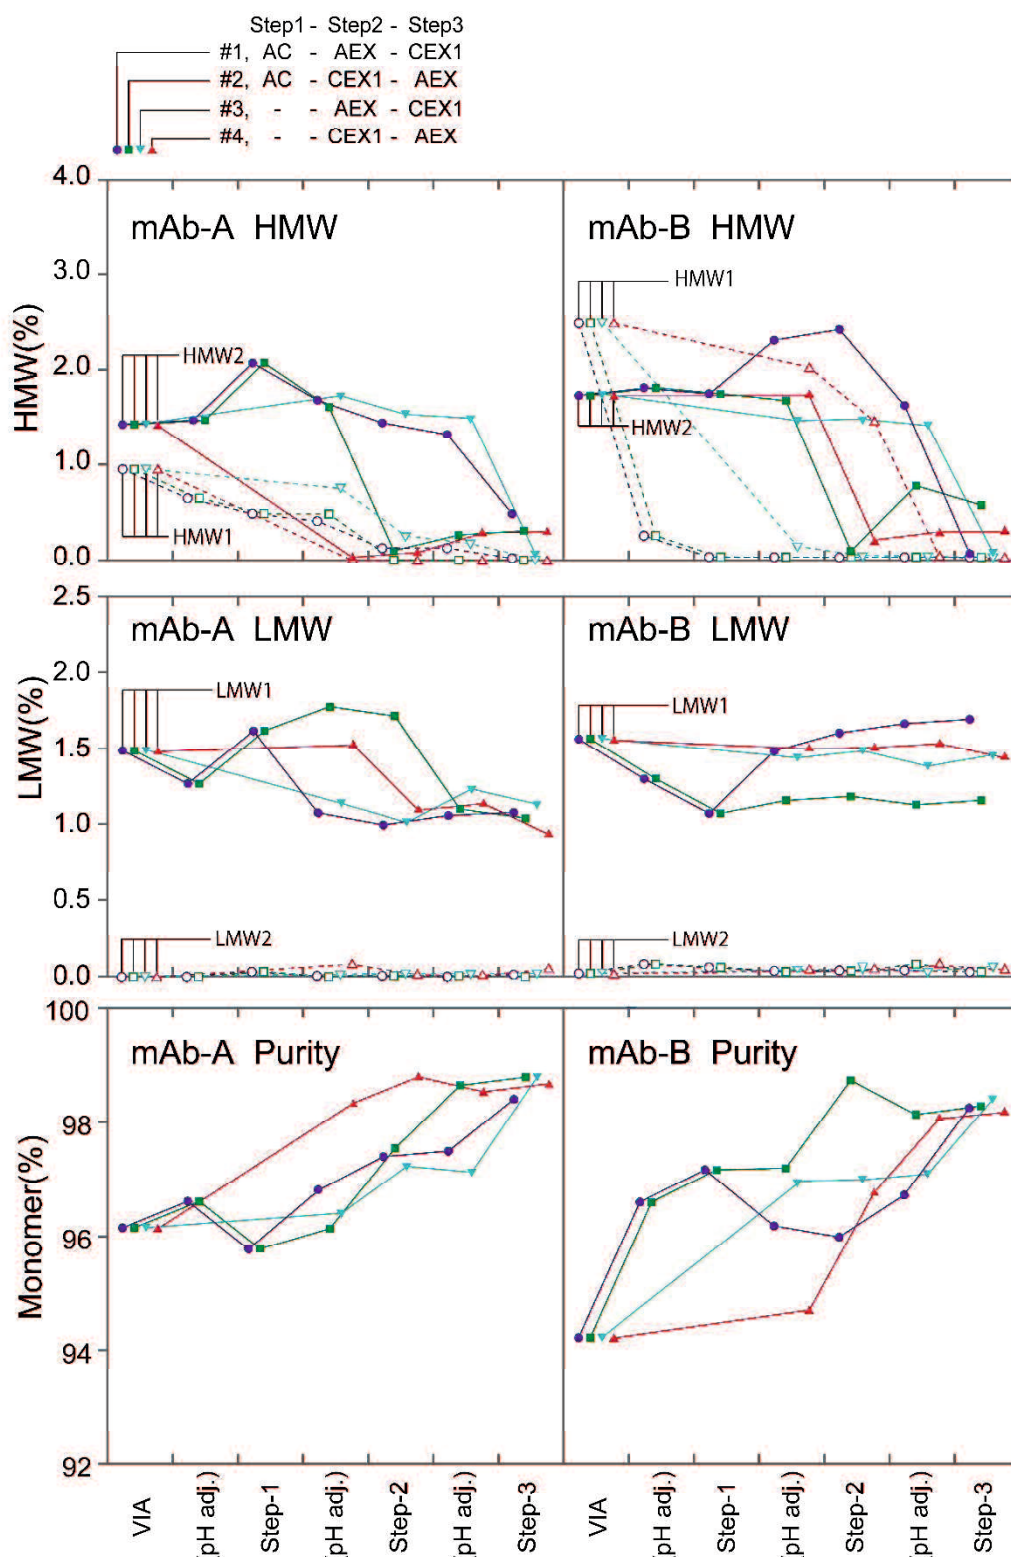 Step1 - Step2 - Step3
#1, AC - AEX - CEX1
#2, AC - CEX1 - AEX
#3, - - AEX - CEX1
#4, - - CEX1 - AEX
HMW(%)
4.0
3.0
2.0
1.0
0.0
mAb-A HMW
HMW2
HMW1
mAb-B HMW
HMW1
HMW2
LMW(%)
2.5
2.0
1.5
1.0
0.5
0.0
mAb-A LMW
LMW1
LMW2
mAb-B LMW
LMW1
LMW2
Monomer(%)
100
98
96
94
92
mAb-A Purity
mAb-B Purity
VIA
(pH adj.)
Step-1
(pH adj.)
Step-2
(pH adj.)
Step-3
VIA
(pH adj.)
Step-1
(pH adj.)
Step-2
(pH adj.)
Step-3